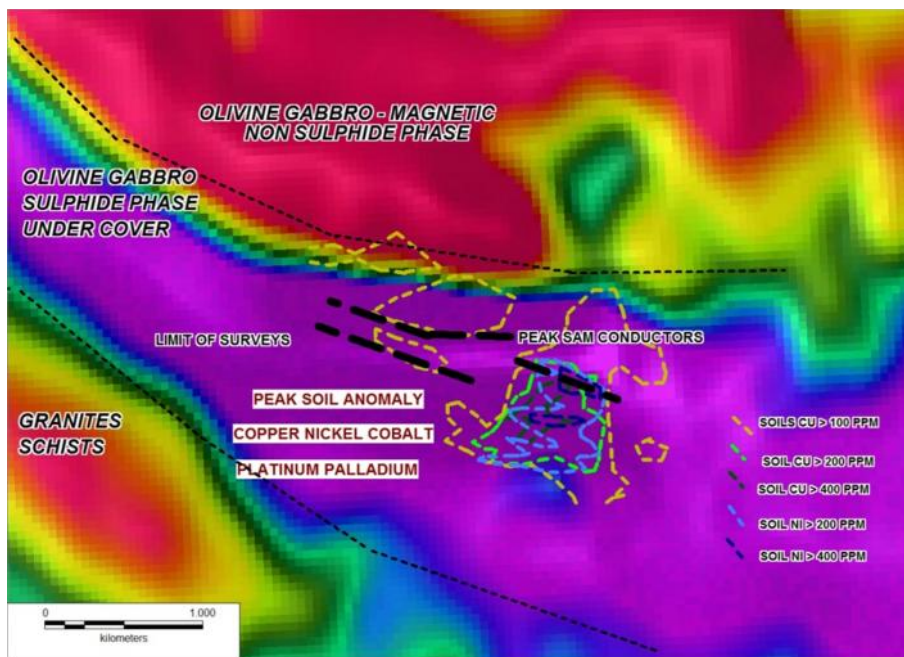 OLIVINE GABBRO - MAGNETIC
NON SULPHIDE PHASE
OLIVINE GABBRO
SULPHIDE PHASE
UNDER COVER
LIMIT OF SURVEYS
PEAK SAM CONDUCTORS
PEAK SOIL ANOMALY
COPPER NICKEL COBALT
PLATINUM PALLADIUM
GRANITES
SCHISTS
SOILS CU > 100 PPM
SOIL CU > 200 PPM
SOIL CU > 400 PPM
SOIL NI > 200 PPM
SOIL NI > 400 PPM
0 1.000
kilometers